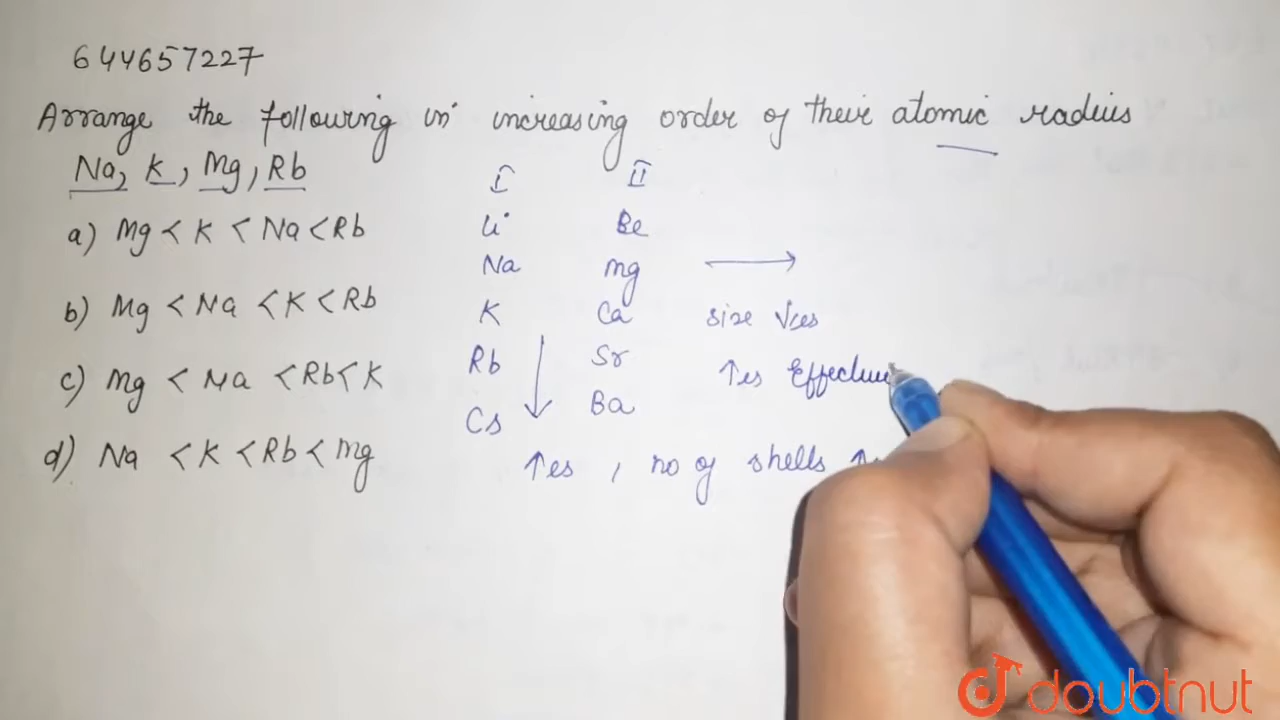 644657227
Arrange the following in increasing order of their atomic radius
Na, K, Mg, Rb
a) Mg < K < Na < Rb
b) Mg < Na < K < Rb
c) Mg < Na < Rb < K
d) Na < K < Rb < Mg
I II
Li Be
Na Mg
K Ca
Rb Sr
Cs Ba
size ↓es
↑es Effective
↑es, no of shells ↑
doubtnut